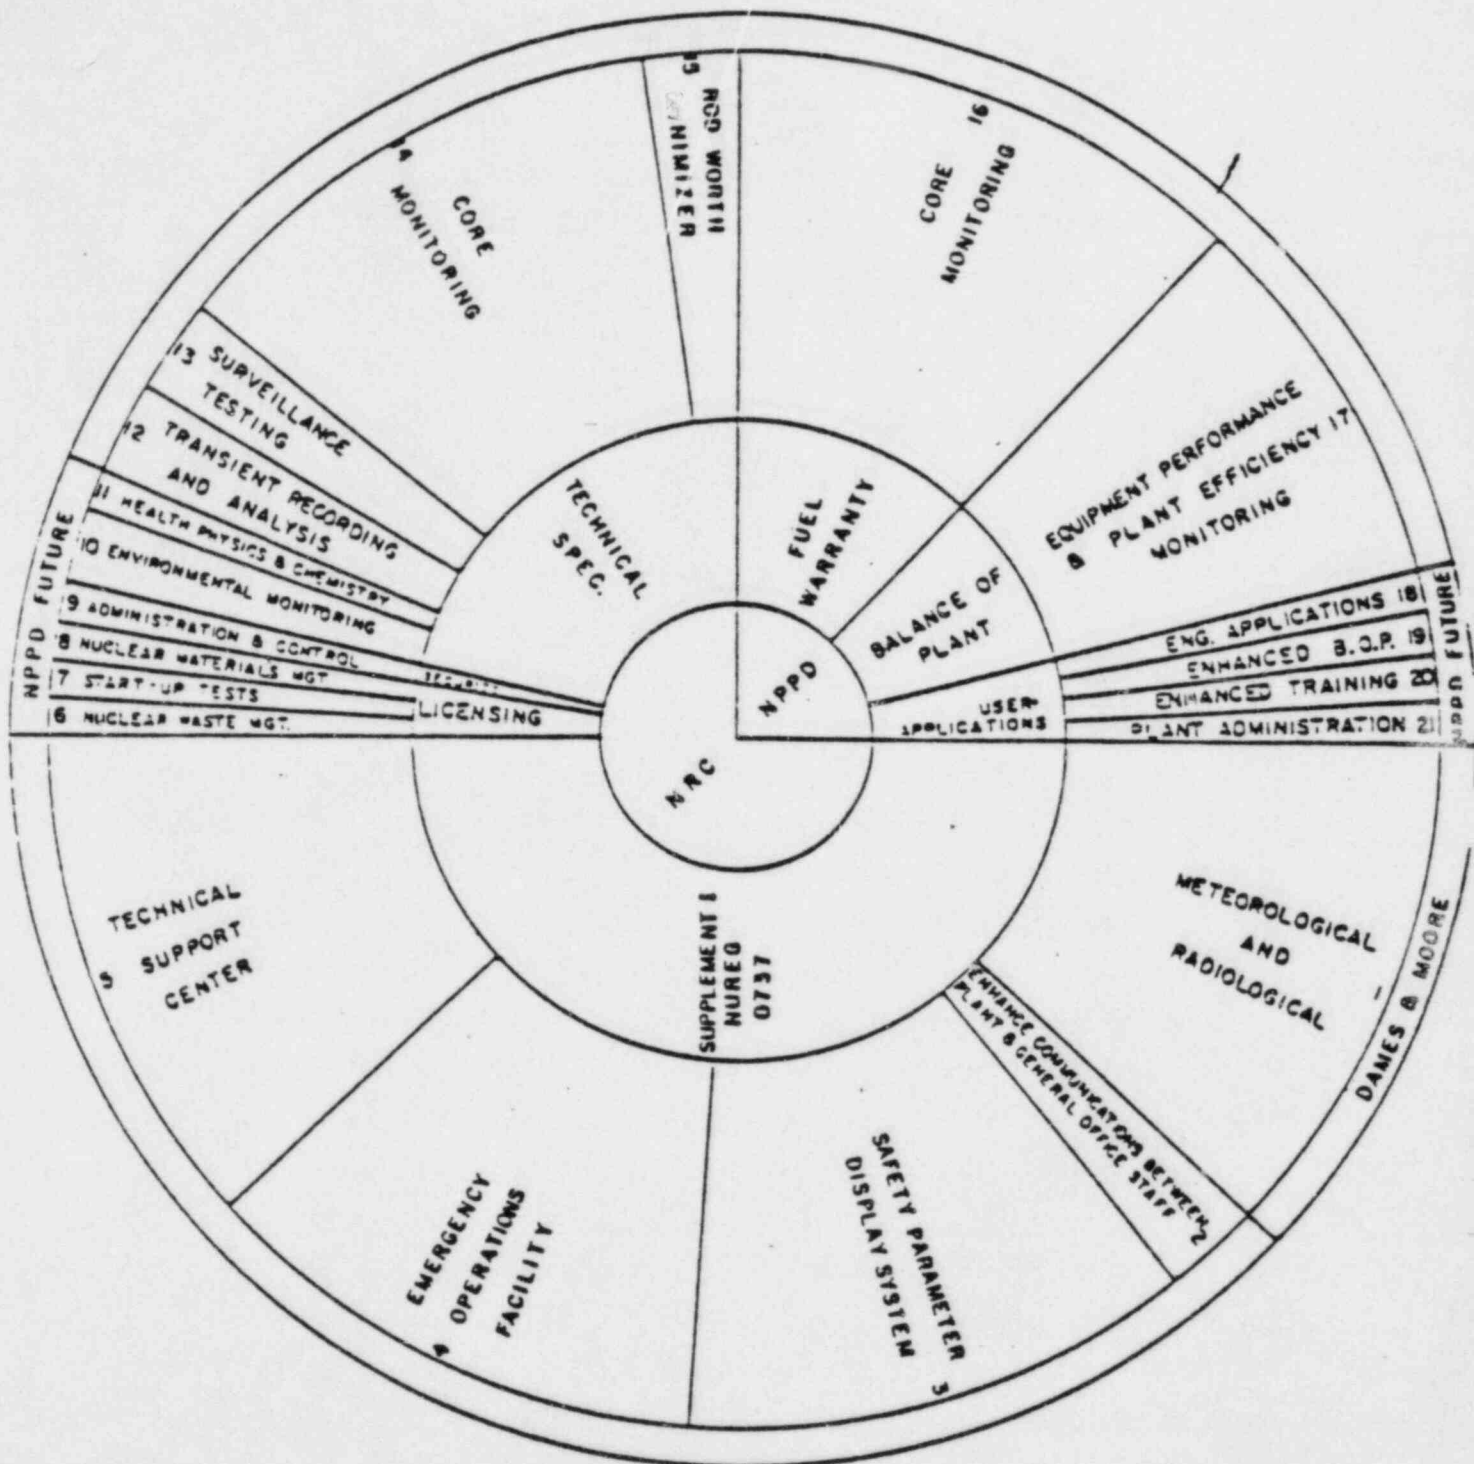 NRC
NPPD
SUPPLEMENT 1
NUREG
0737
LICENSING
SECURITY
TECHNICAL
SPEC.
FUEL
WARRANTY
BALANCE OF
PLANT
USER-
APPLICATIONS
METEOROLOGICAL
AND
RADIOLOGICAL
1
DAMES & MOORE
ENHANCE COMMUNICATIONS BETWEEN 2
PLANT & GENERAL OFFICE STAFF
SAFETY PARAMETER
DISPLAY SYSTEM
3
EMERGENCY
4 OPERATIONS
FACILITY
TECHNICAL
5 SUPPORT
CENTER
6 NUCLEAR WASTE MGT.
7 START-UP TESTS
8 NUCLEAR MATERIALS MGT
9 ADMINISTRATION & CONTROL
10 ENVIRONMENTAL MONITORING
11 HEALTH PHYSICS & CHEMISTRY
NPPD FUTURE
12 TRANSIENT RECORDING
AND ANALYSIS
13 SURVEILLANCE
TESTING
14 CORE
MONITORING
15 ROD WORTH
NIMIZER
16
CORE
MONITORING
EQUIPMENT PERFORMANCE
& PLANT EFFICIENCY 17
MONITORING
ENG. APPLICATIONS 18
ENHANCED B.O.P. 19
ENHANCED TRAINING 20
PLANT ADMINISTRATION 21
NPPD FUTURE